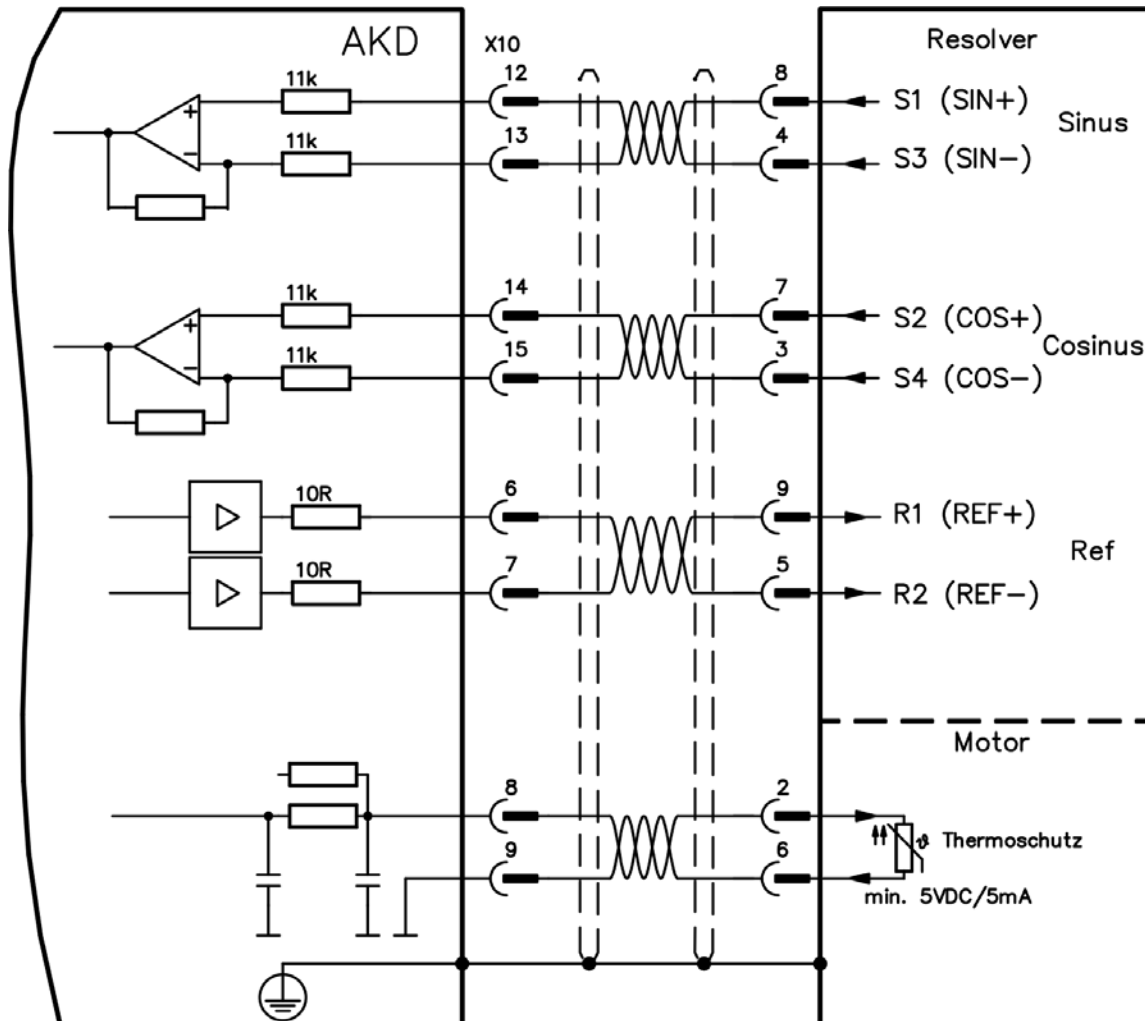 AKD X10 Resolver
11k 12 8 S1 (SIN+)
Sinus
11k 13 4 S3 (SIN-)
11k 14 7 S2 (COS+)
Cosinus
11k 15 3 S4 (COS-)
10R 6 9 R1 (REF+)
Ref
10R 7 5 R2 (REF-)
Motor
8 2
ϑ Thermoschutz
9 6
min. 5VDC/5mA